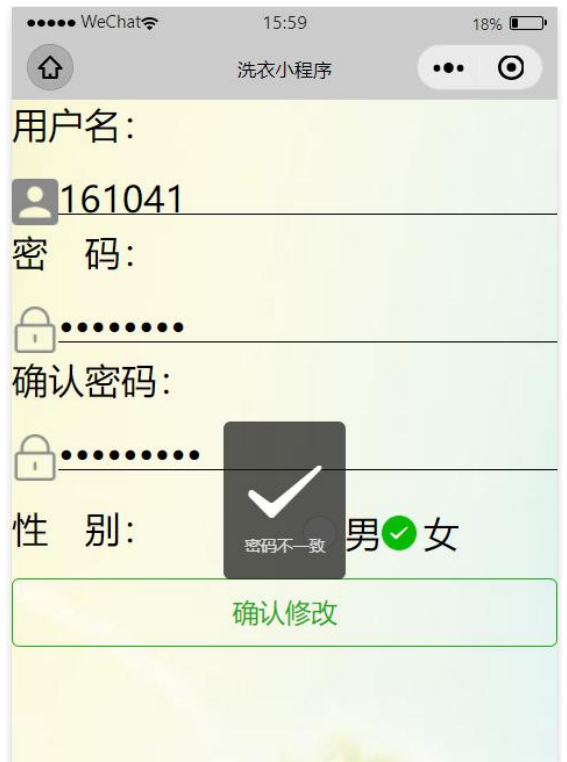 ●●●●● WeChat 15:59 18%
洗衣小程序
用户名：
161041
密 码：
••••••••
确认密码：
•••••••••
性 别： 男 女
密码不一致
确认修改